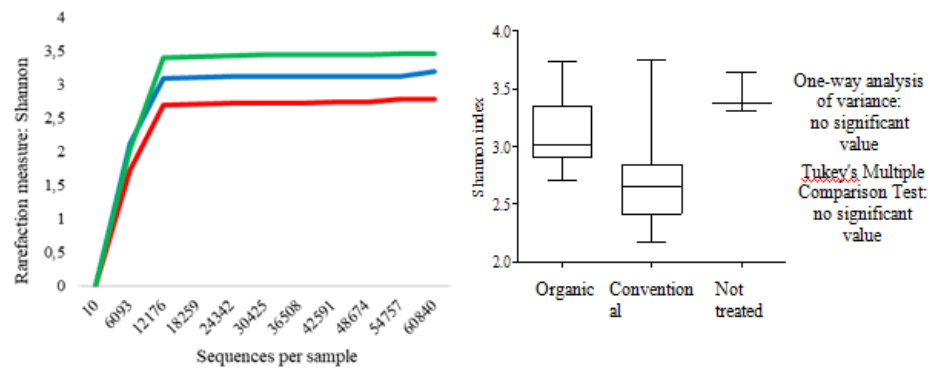 4
3,5
3
2,5
2
1,5
1
0,5
0
Rarefaction measure: Shannon
10
6093
12176
18259
24342
30425
36508
42591
48674
54757
60840
Sequences per sample
4.0
3.5
3.0
2.5
2.0
Shannon index
Organic
Convention
al
Not
treated
One-way analysis
of variance:
no significant
value
Tukey's Multiple
Comparison Test:
no significant
value